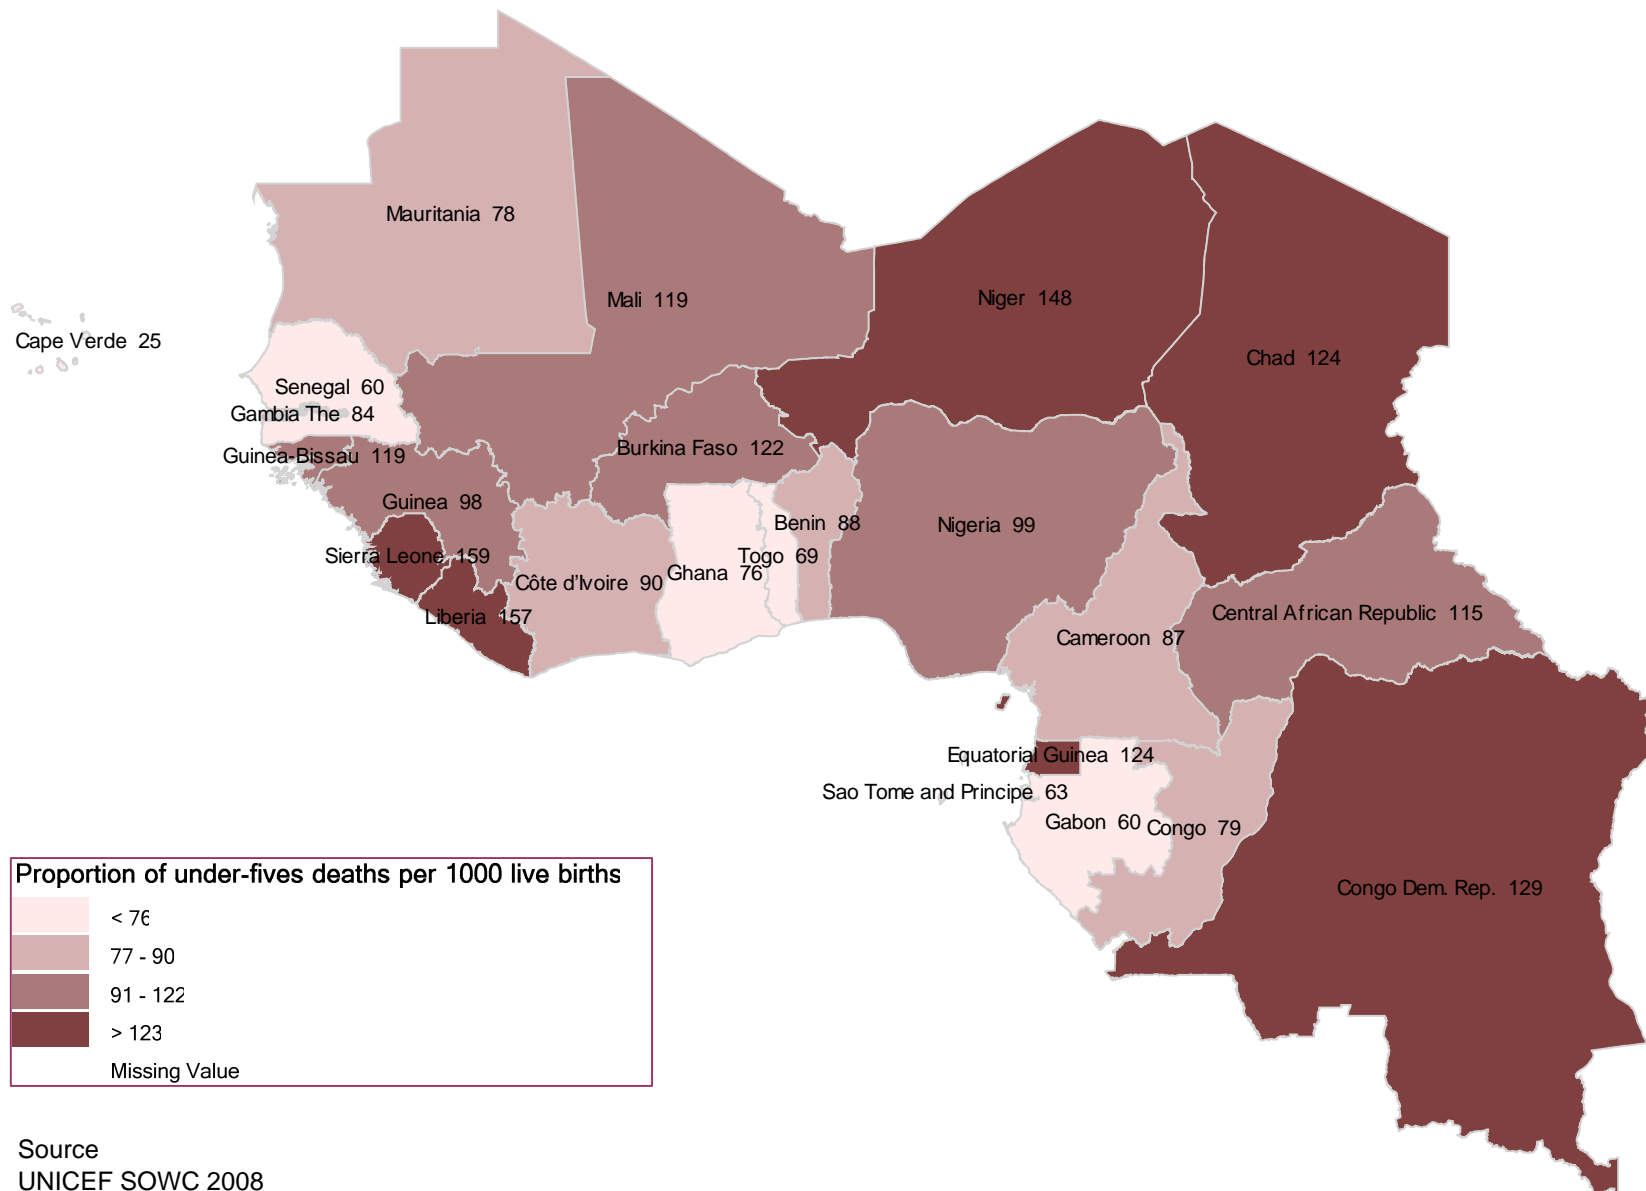 Mauritania 78
Mali 119
Niger 148
Cape Verde 25
Chad 124
Senegal 60
Gambia The 84
Burkina Faso 122
Guinea-Bissau 119
Guinea 98
Benin 88
Nigeria 99
Sierra Leone 159
Togo 69
Ghana 76
Côte d'Ivoire 90
Liberia 157
Central African Republic 115
Cameroon 87
Equatorial Guinea 124
Sao Tome and Principe 63
Gabon 60
Congo 79
Congo Dem. Rep. 129
Proportion of under-fives deaths per 1000 live births
< 76
77 - 90
91 - 122
> 123
Missing Value
Source
UNICEF SOWC 2008